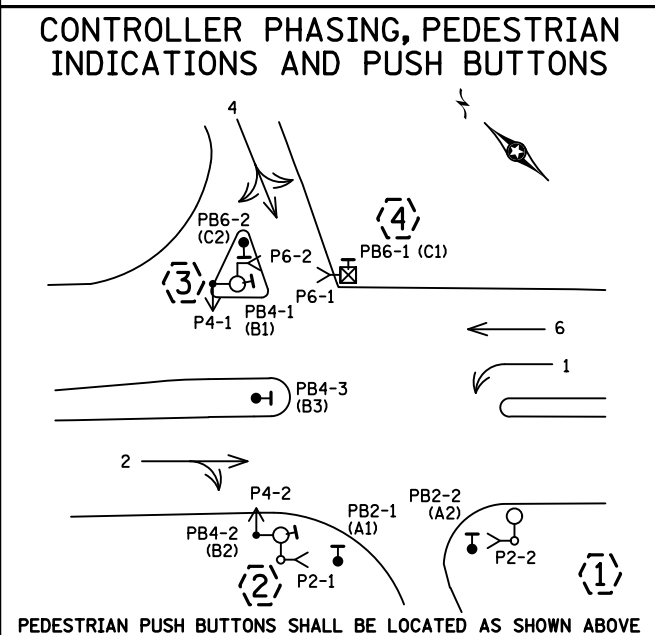 CONTROLLER PHASING, PEDESTRIAN
INDICATIONS AND PUSH BUTTONS
4
PB6-2
(C2)
4
PB6-1 (C1)
P6-2
3
P6-1
PB4-1
(B1)
P4-1
6
1
PB4-3
(B3)
2
P4-2
PB2-1
(A1)
PB2-2
(A2)
PB4-2
(B2)
P2-1
P2-2
2
1
PEDESTRIAN PUSH BUTTONS SHALL BE LOCATED AS SHOWN ABOVE